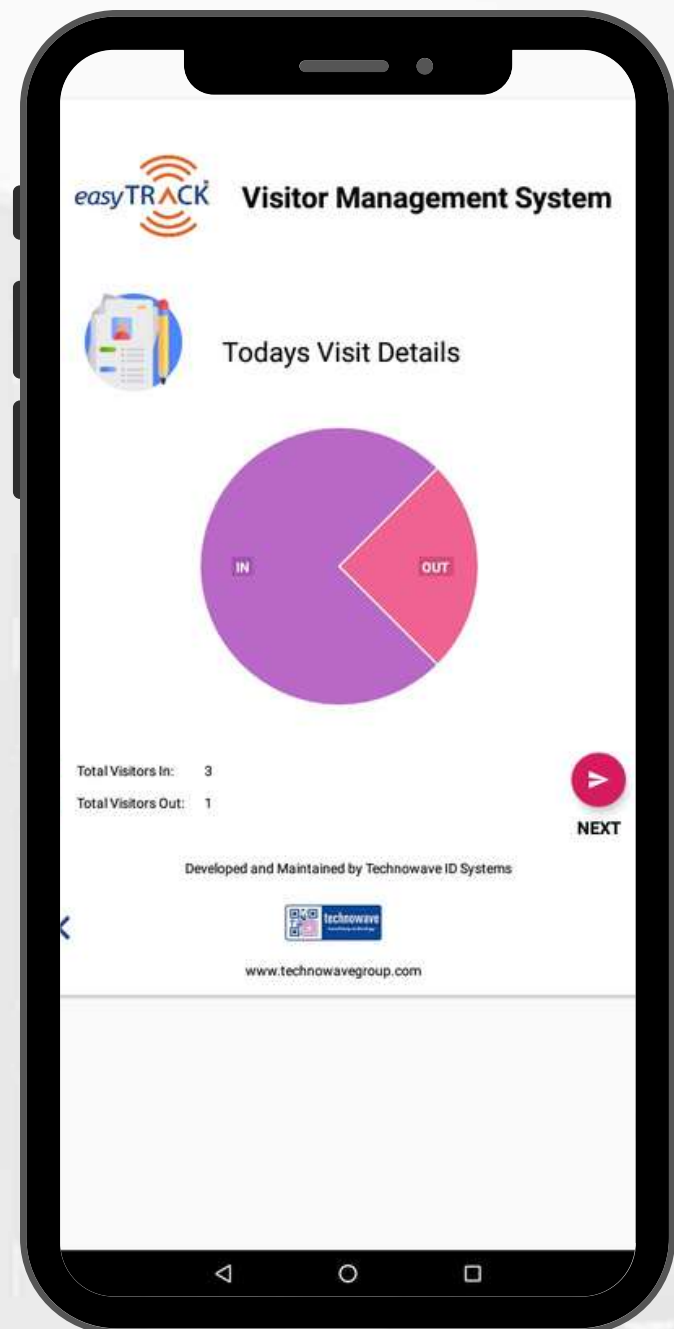 easyTRACK
Visitor Management System
Todays Visit Details
IN
OUT
Total Visitors In: 3
Total Visitors Out: 1
NEXT
Developed and Maintained by Technowave ID Systems
technowave
www.technowavegroup.com